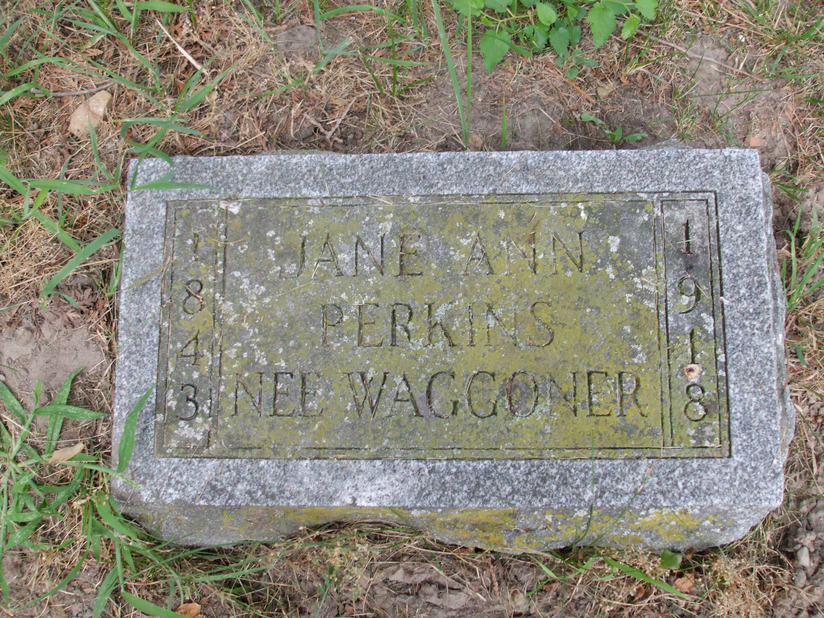 1843
JANE ANN
PERKINS
NEE WAGGONER
1918